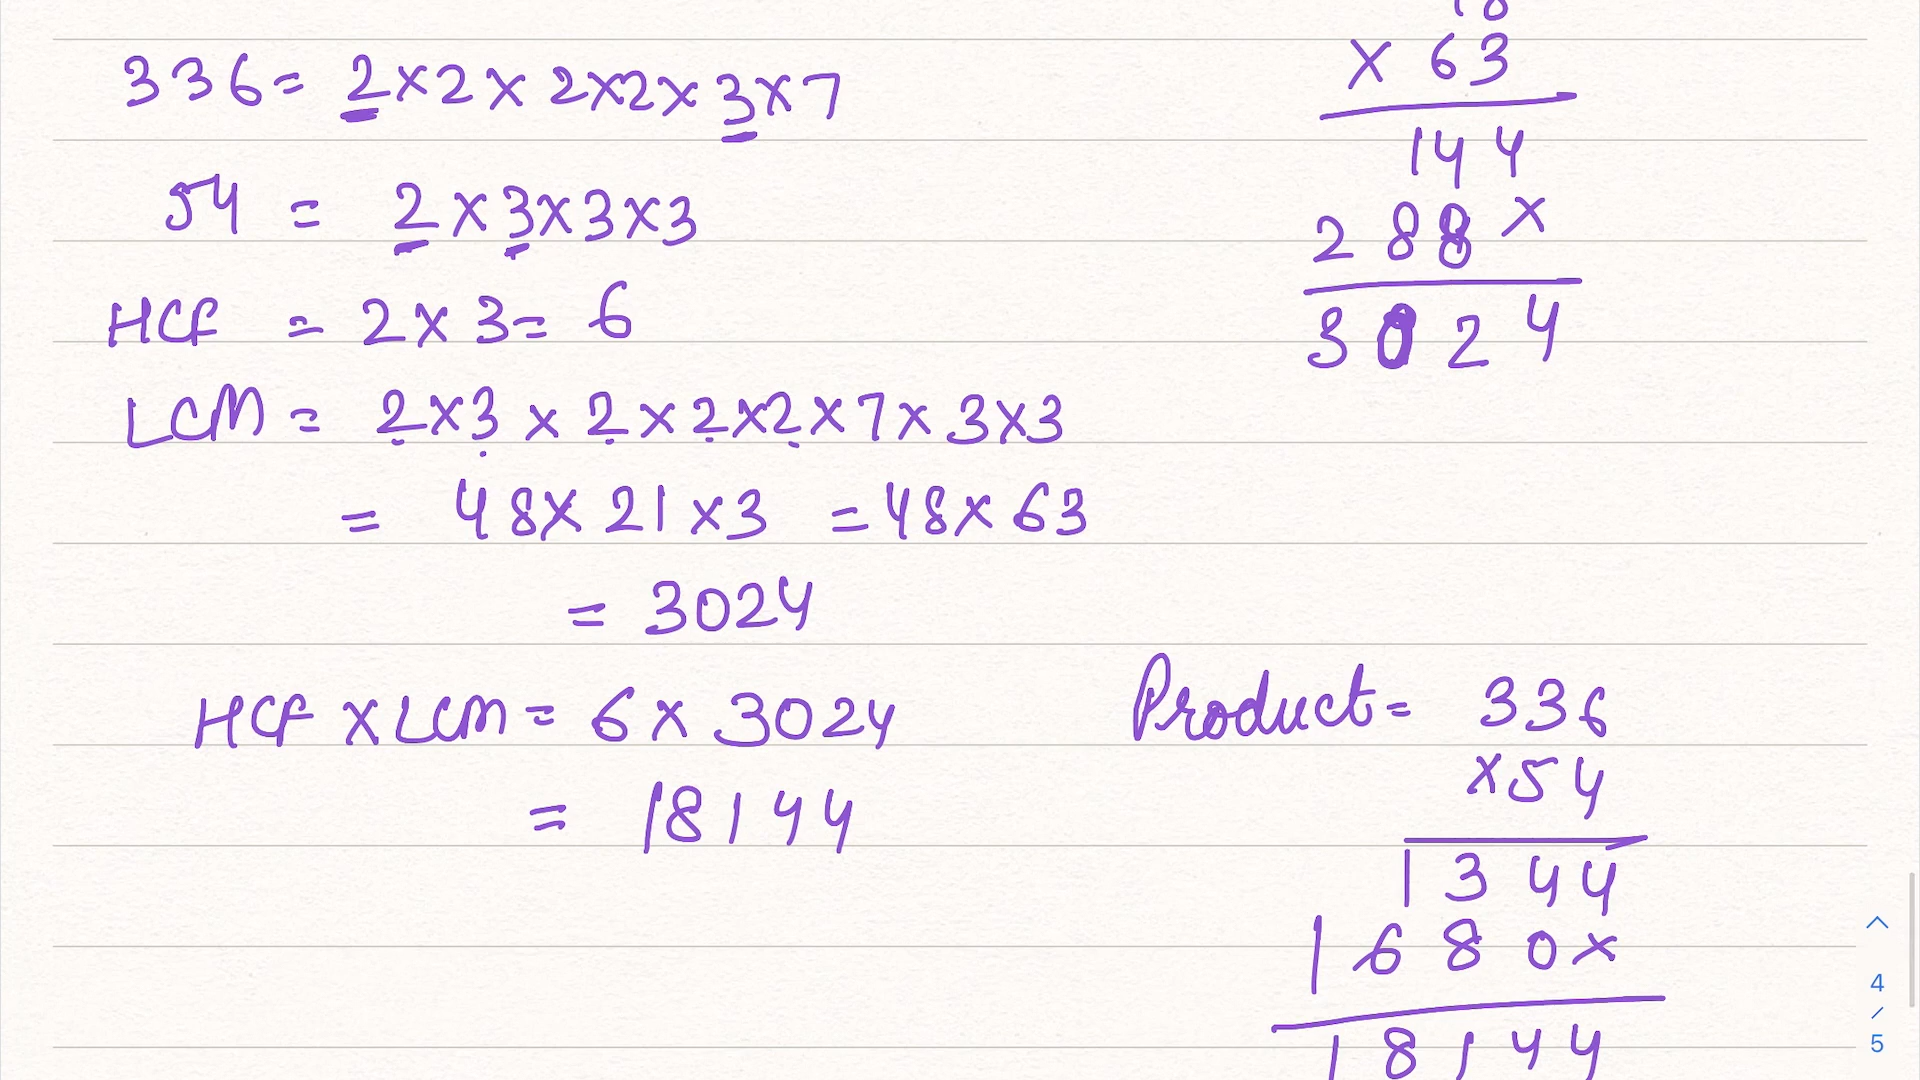 336= 2×2× 2×2× 3×7
54 = 2×3×3×3
HCF = 2×3= 6
LCM = 2×3 × 2×2×2×7× 3×3
= 48× 21×3 = 48× 63
= 3024
HCF × LCM = 6× 3024
= 18144
× 63
144
288×
3024
Product= 336
×54
1344
1680×
18144
4
/
5